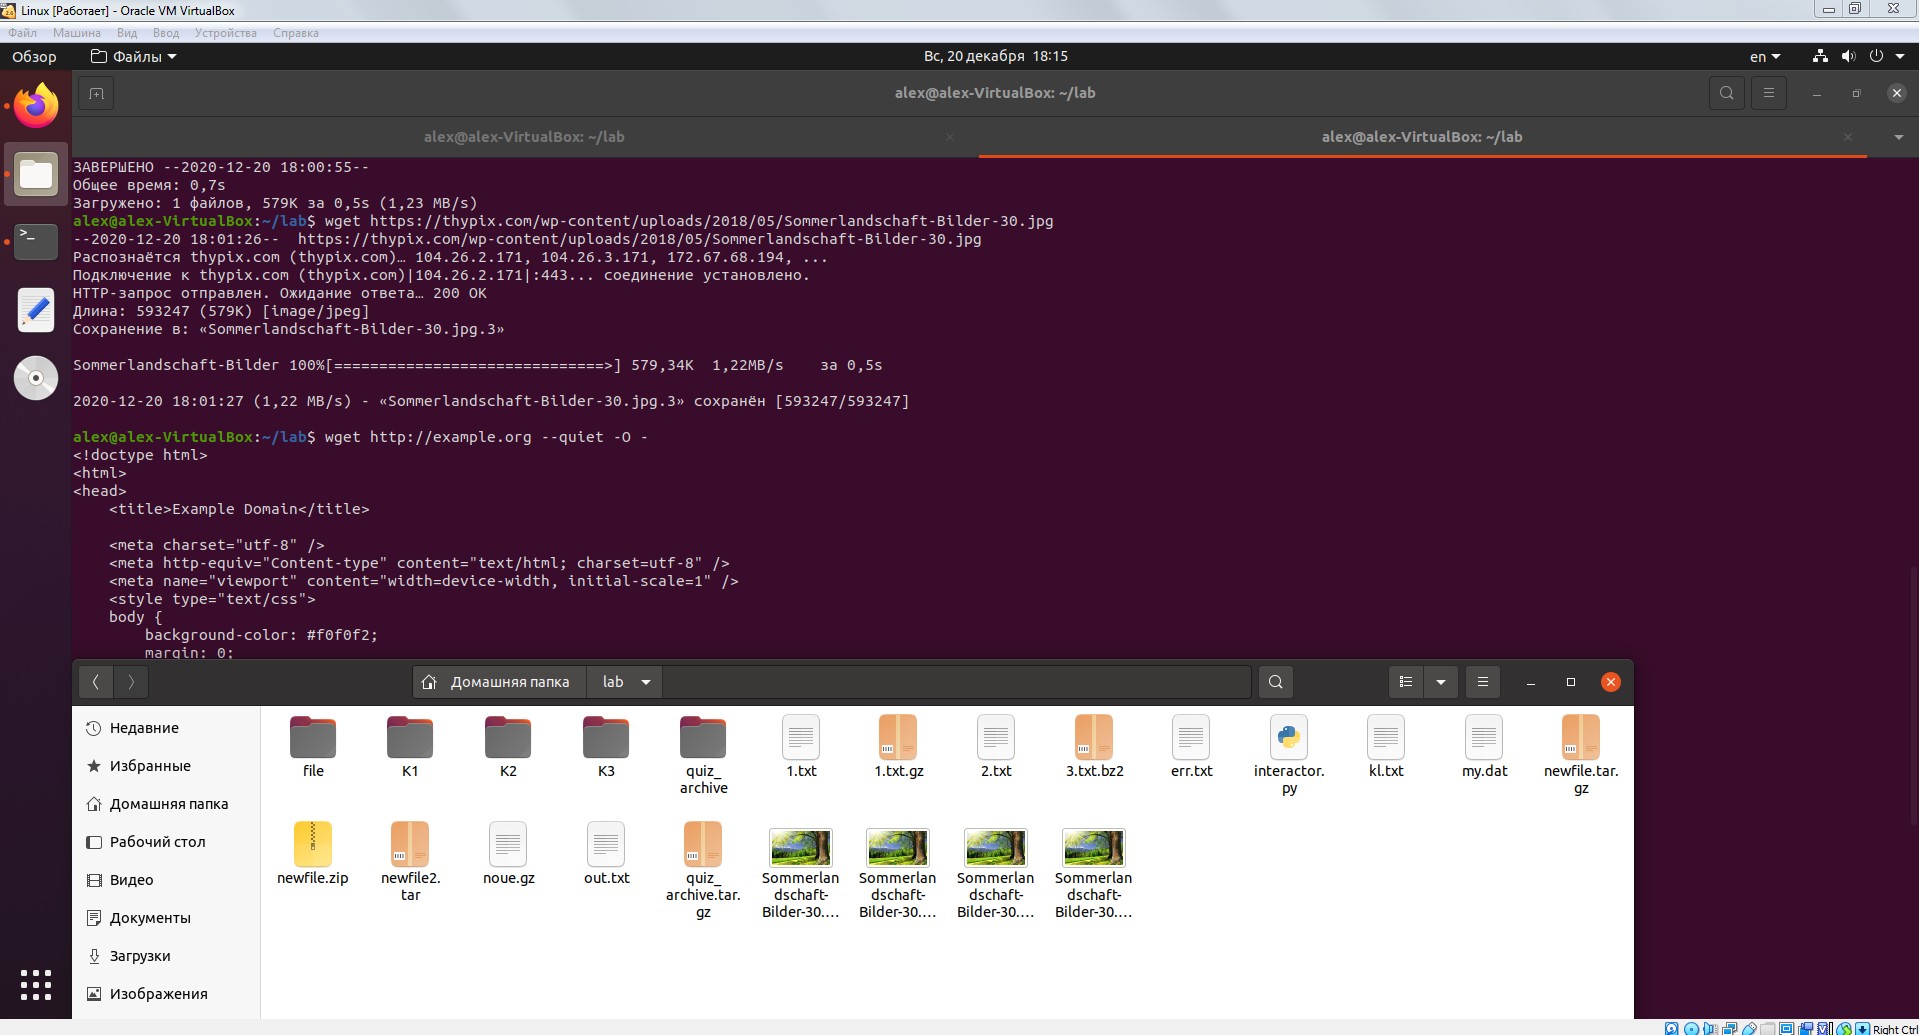 Linux [Работает] - Oracle VM VirtualBox
Файл Машина Вид Ввод Устройства Справка
Обзор Файлы Вс, 20 декабря 18:15 en
alex@alex-VirtualBox: ~/lab
alex@alex-VirtualBox: ~/lab alex@alex-VirtualBox: ~/lab
ЗАВЕРШЕНО --2020-12-20 18:00:55--
Общее время: 0,7s
Загружено: 1 файлов, 579K за 0,5s (1,23 MB/s)
alex@alex-VirtualBox:~/lab$ wget https://thypix.com/wp-content/uploads/2018/05/Sommerlandschaft-Bilder-30.jpg
--2020-12-20 18:01:26--  https://thypix.com/wp-content/uploads/2018/05/Sommerlandschaft-Bilder-30.jpg
Распознаётся thypix.com (thypix.com)… 104.26.2.171, 104.26.3.171, 172.67.68.194, ...
Подключение к thypix.com (thypix.com)|104.26.2.171|:443... соединение установлено.
HTTP-запрос отправлен. Ожидание ответа… 200 OK
Длина: 593247 (579K) [image/jpeg]
Сохранение в: «Sommerlandschaft-Bilder-30.jpg.3»
Sommerlandschaft-Bilder 100%[==============================>] 579,34K  1,22MB/s    за 0,5s
2020-12-20 18:01:27 (1,22 MB/s) - «Sommerlandschaft-Bilder-30.jpg.3» сохранён [593247/593247]
alex@alex-VirtualBox:~/lab$ wget http://example.org --quiet -O -
<!doctype html>
<html>
<head>
    <title>Example Domain</title>
    <meta charset="utf-8" />
    <meta http-equiv="Content-type" content="text/html; charset=utf-8" />
    <meta name="viewport" content="width=device-width, initial-scale=1" />
    <style type="text/css">
    body {
        background-color: #f0f0f2;
        margin: 0;
Домашняя папка lab
Недавние
Избранные
Домашняя папка
Рабочий стол
Видео
Документы
Загрузки
Изображения
file
K1
K2
K3
quiz_
archive
1.txt
1.txt.gz
2.txt
3.txt.bz2
err.txt
interactor.
py
kl.txt
my.dat
newfile.tar.
gz
newfile.zip
newfile2.
tar
noue.gz
out.txt
quiz_
archive.tar.
gz
Sommerlan
dschaft-
Bilder-30.…
Sommerlan
dschaft-
Bilder-30.…
Sommerlan
dschaft-
Bilder-30.…
Sommerlan
dschaft-
Bilder-30.…
Right Ctrl